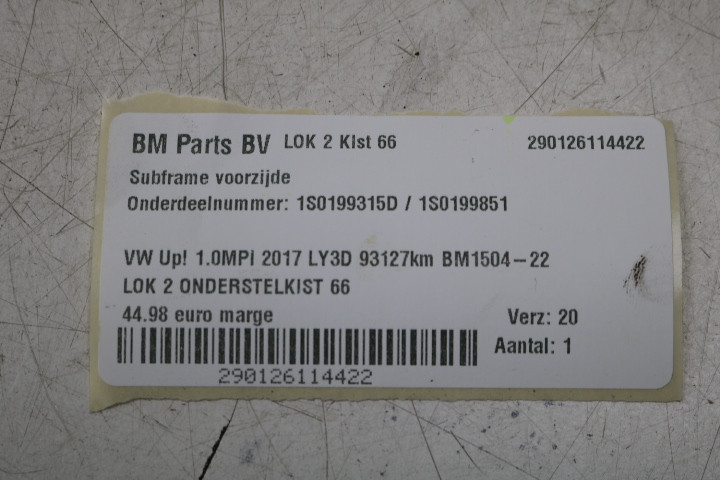 BM Parts BV LOK 2 KIst 66 290126114422
Subframe voorzijde
Onderdeelnummer: 1S0199315D / 1S0199851
VW Up! 1.0MPI 2017 LY3D 93127km BM1504-22
LOK 2 ONDERSTELKIST 66
44.98 euro marge Verz: 20
Aantal: 1
290126114422